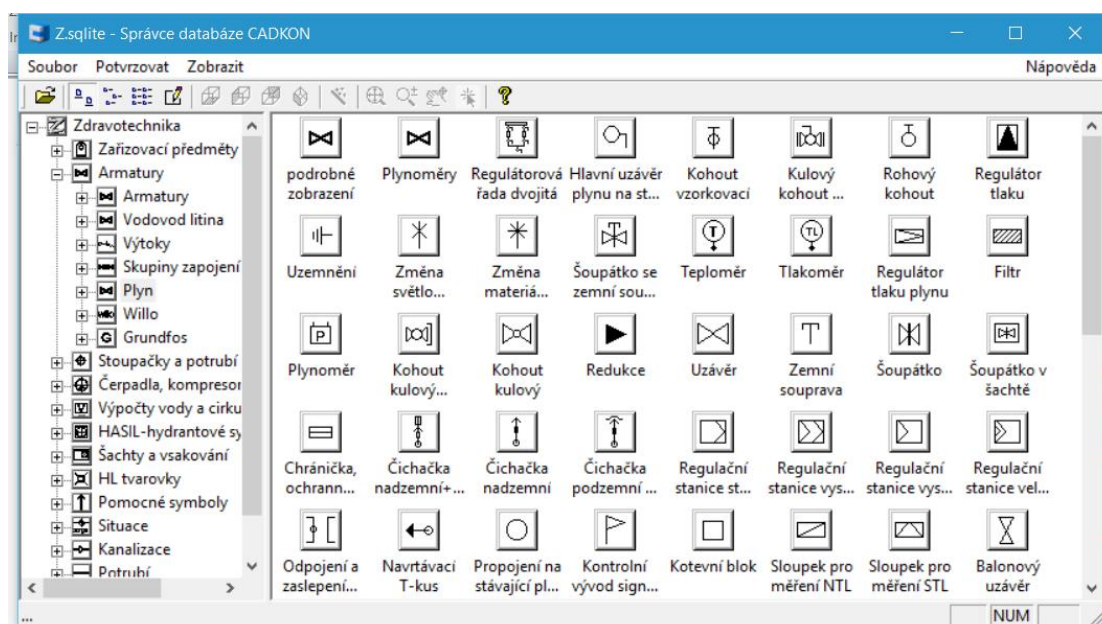 Z.sqlite - Správce databáze CADKON
Soubor Potvrzovat Zobrazit Nápověda
Zdravotechnika
Zařizovací předměty
Armatury
Armatury
Vodovod litina
Výtoky
Skupiny zapojení
Plyn
Willo
Grundfos
Stoupačky a potrubí
Čerpadla, kompresor
Výpočty vody a cirku
HASIL-hydrantové sy
Šachty a vsakování
HL tvarovky
Pomocné symboly
Situace
Kanalizace
Potrubí
podrobné zobrazení
Plynoměry
Regulátorová řada dvojitá
Hlavní uzávěr plynu na st...
Kohout vzorkovací
Kulový kohout ...
Rohový kohout
Regulátor tlaku
Uzemnění
Změna světlo...
Změna materiá...
Šoupátko se zemní sou...
T
Teploměr
TL
Tlakoměr
Regulátor tlaku plynu
Filtr
P
Plynoměr
Kohout kulový...
Kohout kulový
Redukce
Uzávěr
Zemní souprava
Šoupátko
Šoupátko v šachtě
Chránička, ochrann...
Čichačka nadzemní+...
Čichačka nadzemní
Čichačka podzemní ...
Regulační stanice st...
Regulační stanice vys...
Regulační stanice vys...
Regulační stanice vel...
Odpojení a zaslepení...
Navrtávací T-kus
Propojení na stávající pl...
Kontrolní vývod sign...
Kotevní blok
Sloupek pro měření NTL
Sloupek pro měření STL
Balonový uzávěr
...
NUM